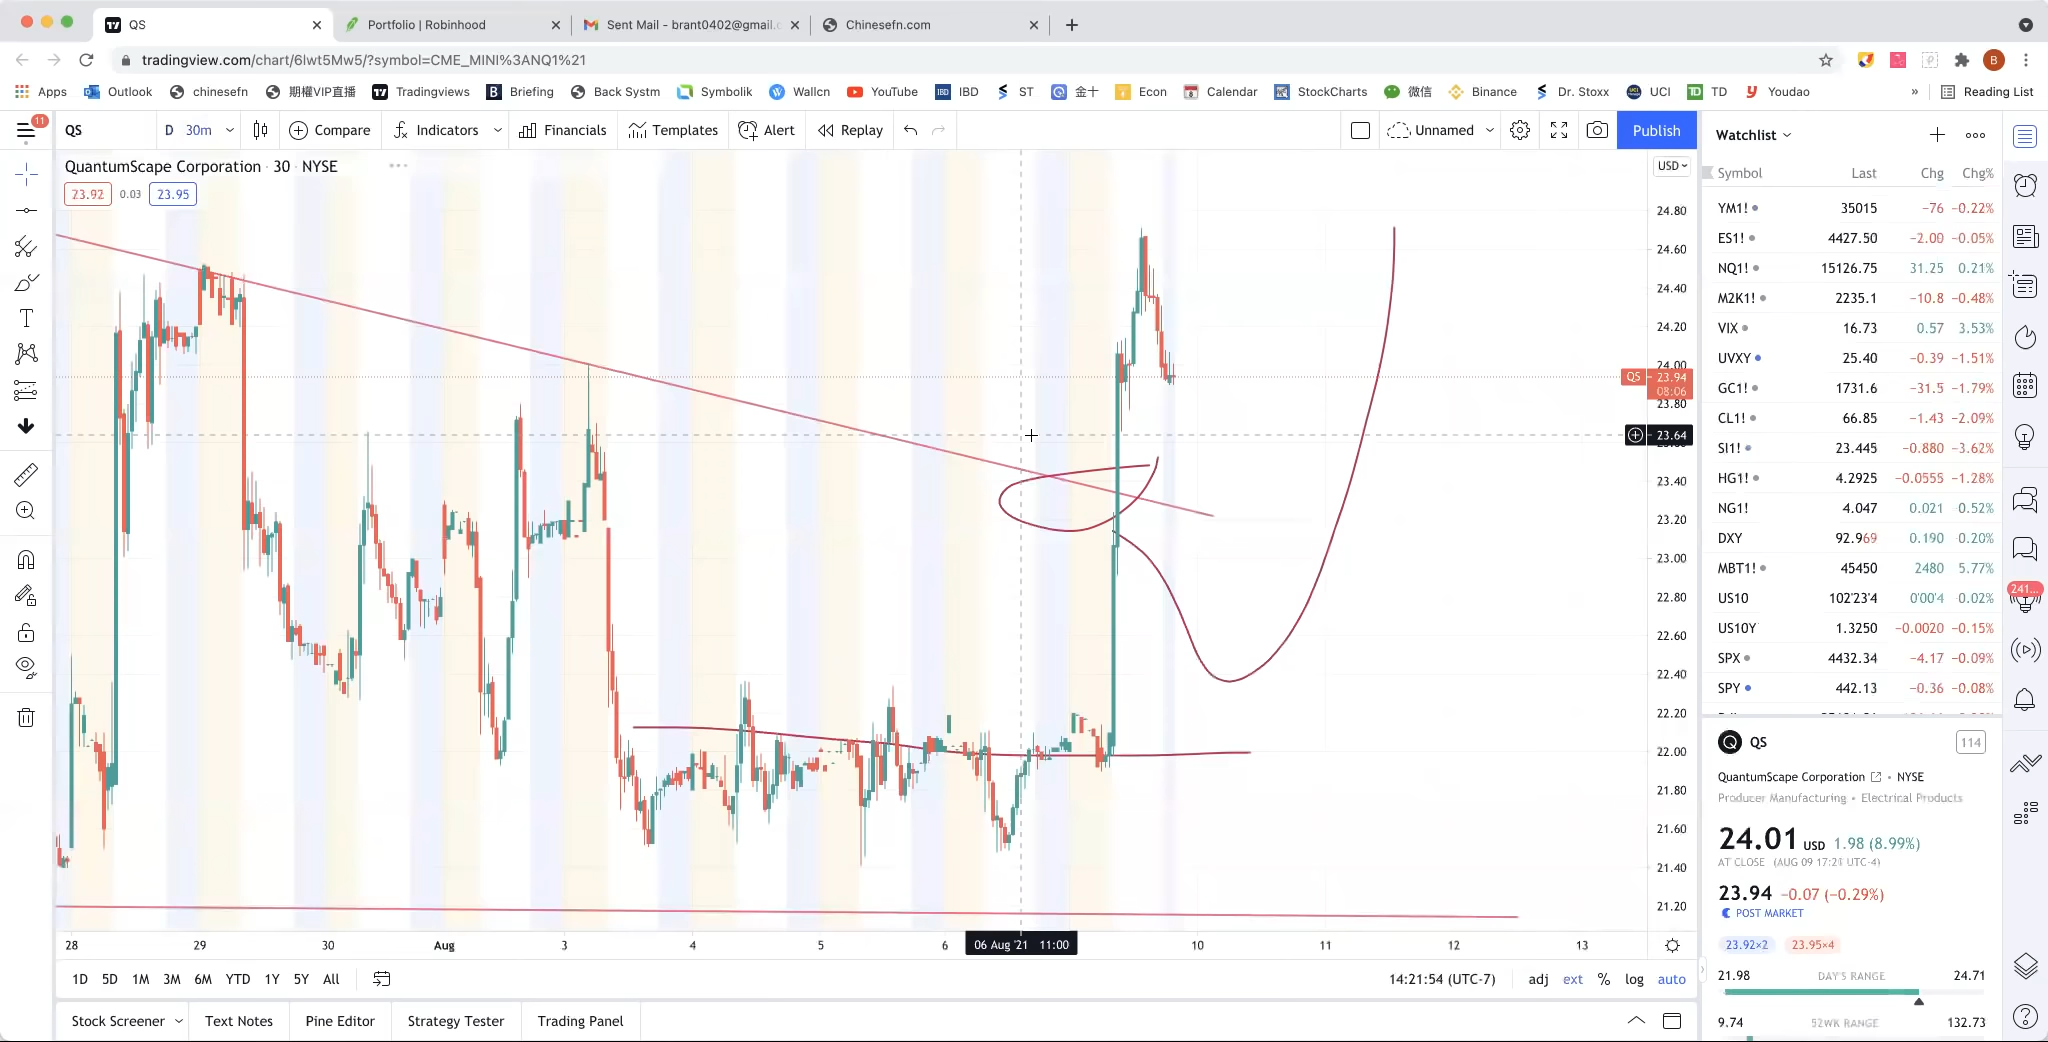 QS
Portfolio | Robinhood
Sent Mail - brant0402@gmail.c
Chinesefn.com
tradingview.com/chart/6lwt5Mw5/?symbol=CME_MINI%3ANQ1%21
B
Apps Outlook chinesefn 期權VIP直播 Tradingviews Briefing Back Systm Symbolik Wallcn YouTube IBD ST 金十 Econ Calendar StockCharts 微信 Binance Dr. Stoxx UCI TD Youdao » Reading List
11
QS D 30m Compare Indicators Financials Templates Alert Replay Unnamed Publish
QuantumScape Corporation · 30 · NYSE
23.92 0.03 23.95
USD
24.80
24.60
24.40
24.20
24.00
QS 23.94
08:06
23.80
23.64
23.40
23.20
23.00
22.80
22.60
22.40
22.20
22.00
21.80
21.60
21.40
21.20
28 29 30 Aug 3 4 5 6 06 Aug '21 11:00 10 11 12 13
1D 5D 1M 3M 6M YTD 1Y 5Y All 14:21:54 (UTC-7) adj ext % log auto
Stock Screener Text Notes Pine Editor Strategy Tester Trading Panel
Watchlist
Symbol Last Chg Chg%
YM1! 35015 −76 −0.22%
ES1! 4427.50 −2.00 −0.05%
NQ1! 15126.75 31.25 0.21%
M2K1! 2235.1 −10.8 −0.48%
VIX 16.73 0.57 3.53%
UVXY 25.40 −0.39 −1.51%
GC1! 1731.6 −31.5 −1.79%
CL1! 66.85 −1.43 −2.09%
SI1! 23.445 −0.880 −3.62%
HG1! 4.2925 −0.0555 −1.28%
NG1! 4.047 0.021 0.52%
DXY 92.969 0.190 0.20%
MBT1! 45450 2480 5.77%
US10 102'23'4 0'00'4 0.02%
US10Y 1.3250 −0.0020 −0.15%
SPX 4432.34 −4.17 −0.09%
SPY 442.13 −0.36 −0.08%
241...
QS 114
QuantumScape Corporation • NYSE
Producer Manufacturing • Electrical Products
24.01 USD 1.98 (8.99%)
AT CLOSE (AUG 09 17:21 UTC-4)
23.94 −0.07 (−0.29%)
POST MARKET
23.92×2 23.95×4
21.98 DAY'S RANGE 24.71
9.74 52WK RANGE 132.73